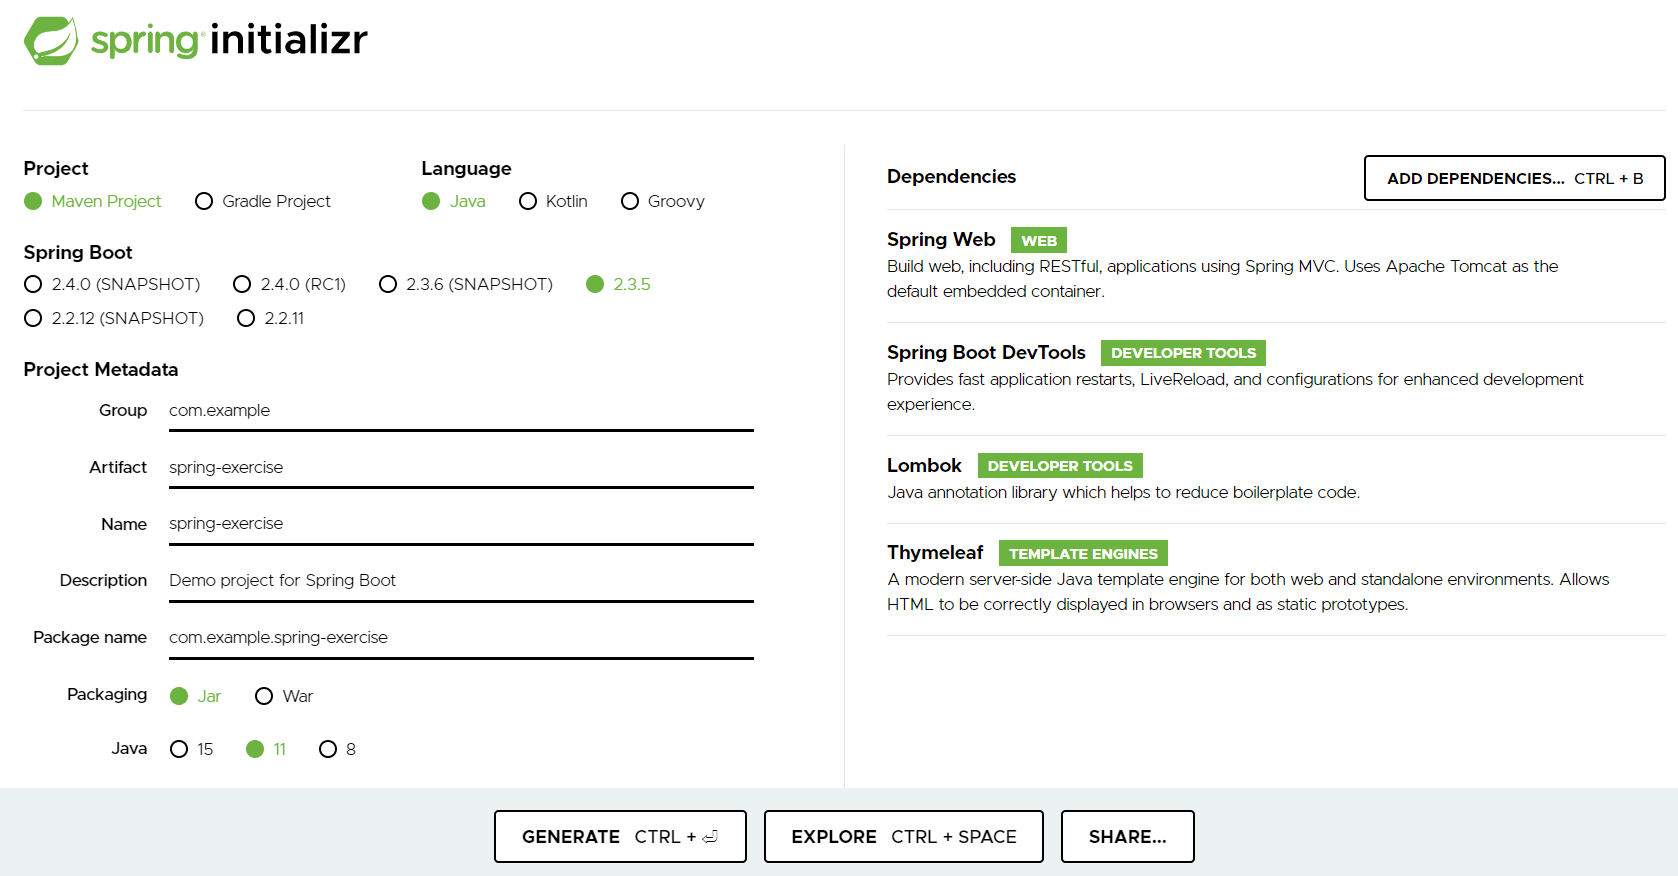 spring initializr
Project
Maven Project Gradle Project
Language
Java Kotlin Groovy
Spring Boot
2.4.0 (SNAPSHOT) 2.4.0 (RC1) 2.3.6 (SNAPSHOT) 2.3.5
2.2.12 (SNAPSHOT) 2.2.11
Project Metadata
Group com.example
Artifact spring-exercise
Name spring-exercise
Description Demo project for Spring Boot
Package name com.example.spring-exercise
Packaging Jar War
Java 15 11 8
Dependencies
ADD DEPENDENCIES... CTRL + B
Spring Web WEB
Build web, including RESTful, applications using Spring MVC. Uses Apache Tomcat as the
default embedded container.
Spring Boot DevTools DEVELOPER TOOLS
Provides fast application restarts, LiveReload, and configurations for enhanced development
experience.
Lombok DEVELOPER TOOLS
Java annotation library which helps to reduce boilerplate code.
Thymeleaf TEMPLATE ENGINES
A modern server-side Java template engine for both web and standalone environments. Allows
HTML to be correctly displayed in browsers and as static prototypes.
GENERATE CTRL + ⏎
EXPLORE CTRL + SPACE
SHARE...